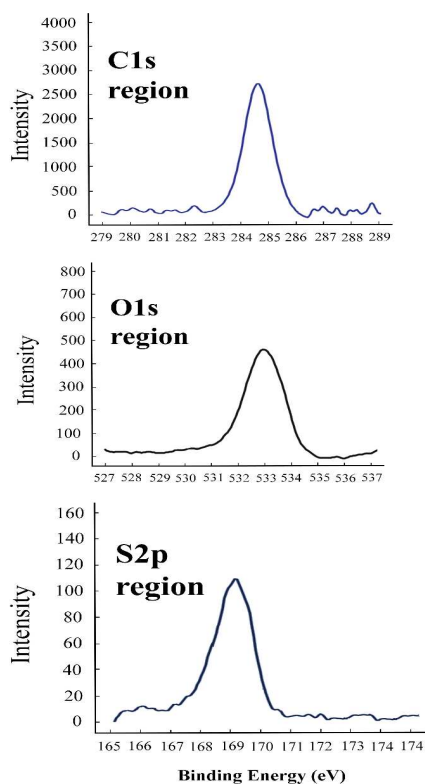 4000
3500
3000
2500
2000
1500
1000
500
0
C1s
region
Intensity
279 280 281 282 283 284 285 286 287 288 289
800
700
600
500
400
300
200
100
0
O1s
region
Intensity
527 528 529 530 531 532 533 534 535 536 537
160
140
120
100
80
60
40
20
0
S2p
region
Intensity
165 166 167 168 169 170 171 172 173 174 174
Binding Energy (eV)